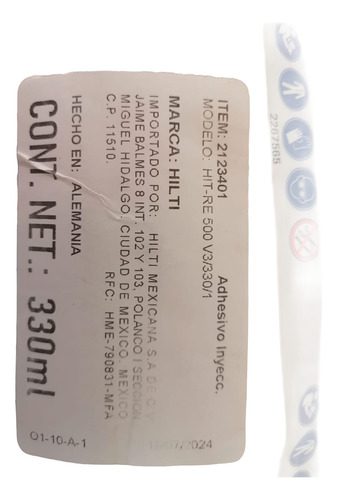 ITEM: 2123401 Adhesivo Inyecc.
MODELO: HIT-RE 500 V3/330/1
MARCA: HILTI
IMPORTADO POR: HILTI MEXICANA S.A DE C.V
JAIME BALMES 8 INT. 102 Y 103, POLANCO I SECCION
MIGUEL HIDALGO, CIUDAD DE MEXICO, MEXICO
C.P. 11510. RFC: HME-790831-MFA
HECHO EN: ALEMANIA
CONT. NET.: 330ml
01-10-A-1
/2024
2267565